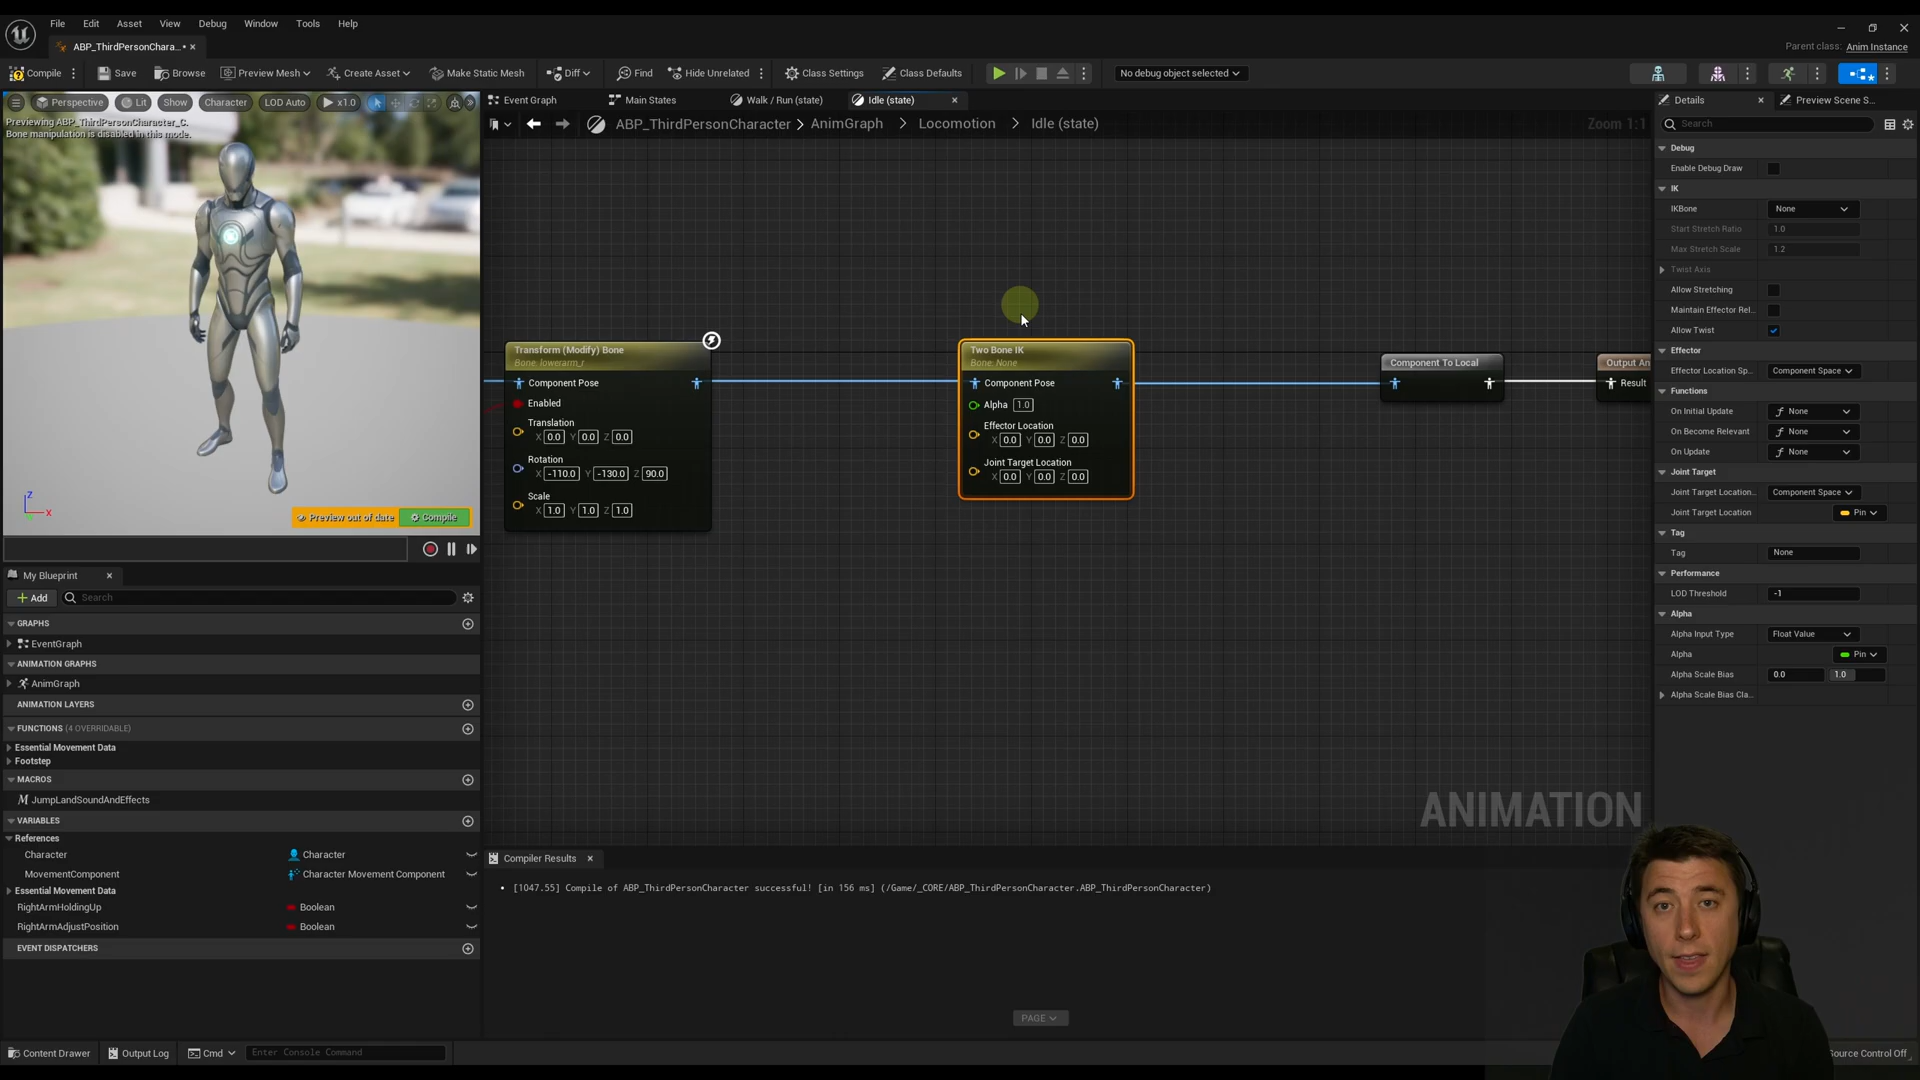 File Edit Asset View Debug Window Tools Help
ABP_ThirdPersonChara...•
Parent class: Anim Instance
Compile Save Browse Preview Mesh Create Asset Make Static Mesh Diff Find Hide Unrelated Class Settings Class Defaults No debug object selected
Perspective Lit Show Character LOD Auto x1.0
Previewing ABP_ThirdPersonCharacter_C.
Bone manipulation is disabled in this mode.
Z
X
Preview out of date Compile
Event Graph Main States Walk / Run (state) Idle (state)
ABP_ThirdPersonCharacter > AnimGraph > Locomotion > Idle (state)
Zoom 1:1
Transform (Modify) Bone
Bone: lowerarm_r
Component Pose
Enabled
Translation
X 0.0 Y 0.0 Z 0.0
Rotation
X -110.0 Y -130.0 Z 90.0
Scale
X 1.0 Y 1.0 Z 1.0
Two Bone IK
Bone: None
Component Pose
Alpha 1.0
Effector Location
X 0.0 Y 0.0 Z 0.0
Joint Target Location
X 0.0 Y 0.0 Z 0.0
Component To Local
Output An
Result
ANIMATION
My Blueprint
Add Search
GRAPHS
EventGraph
ANIMATION GRAPHS
AnimGraph
ANIMATION LAYERS
FUNCTIONS (4 OVERRIDABLE)
Essential Movement Data
Footstep
MACROS
JumpLandSoundAndEffects
VARIABLES
References
Character Character
MovementComponent Character Movement Component
Essential Movement Data
RightArmHoldingUp Boolean
RightArmAdjustPosition Boolean
EVENT DISPATCHERS
Compiler Results
• [1047.55] Compile of ABP_ThirdPersonCharacter successful! [in 156 ms] (/Game/_CORE/ABP_ThirdPersonCharacter.ABP_ThirdPersonCharacter)
PAGE
Details Preview Scene S...
Search
Debug
Enable Debug Draw
IK
IKBone None
Start Stretch Ratio 1.0
Max Stretch Scale 1.2
Twist Axis
Allow Stretching
Maintain Effector Rel...
Allow Twist
Effector
Effector Location Sp... Component Space
Functions
On Initial Update None
On Become Relevant None
On Update None
Joint Target
Joint Target Location... Component Space
Joint Target Location Pin
Tag
Tag None
Performance
LOD Threshold -1
Alpha
Alpha Input Type Float Value
Alpha Pin
Alpha Scale Bias 0.0 1.0
Alpha Scale Bias Cla...
Content Drawer Output Log Cmd Enter Console Command
Source Control Off